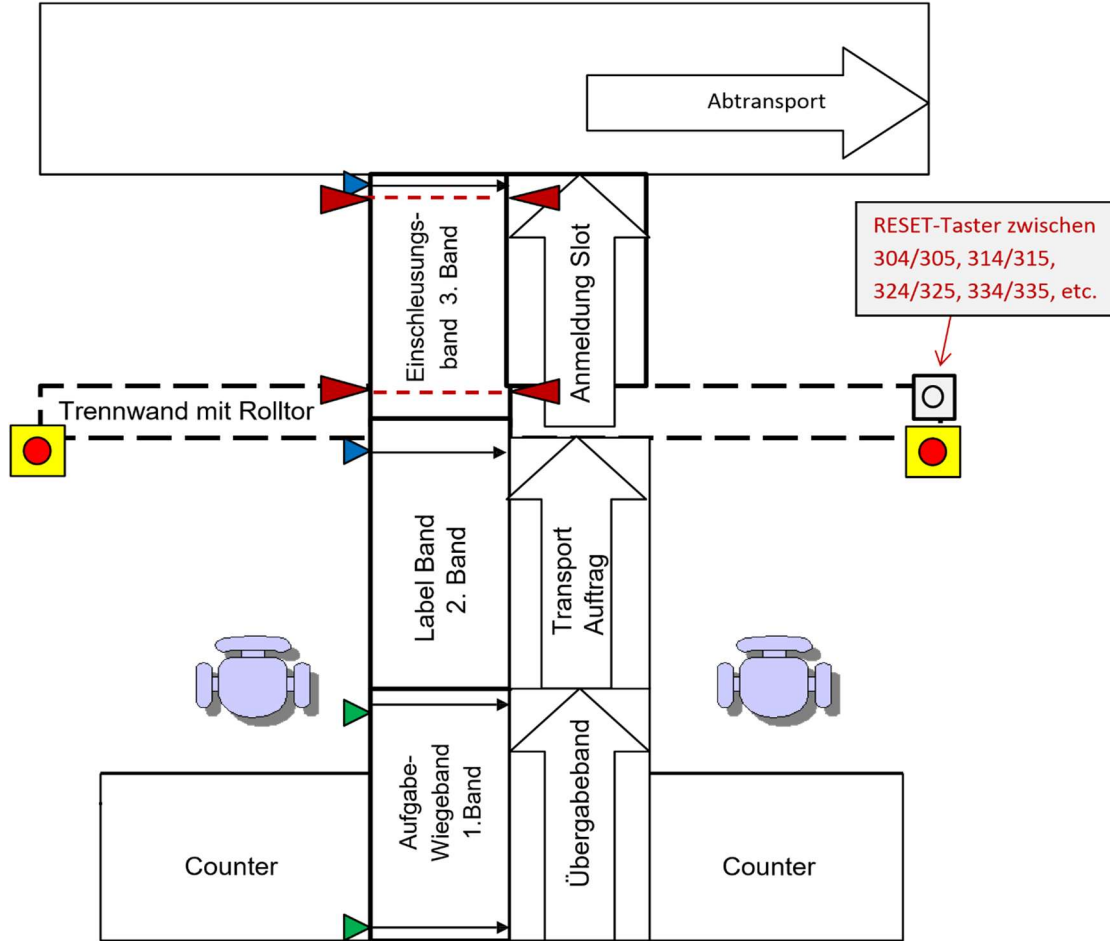 Abtransport
Einschleusungs-
band 3. Band
Anmeldung Slot
RESET-Taster zwischen
304/305, 314/315,
324/325, 334/335, etc.
Trennwand mit Rolltor
Label Band
2. Band
Transport
Auftrag
Aufgabe-
Wiegeband
1.Band
Übergabeband
Counter
Counter